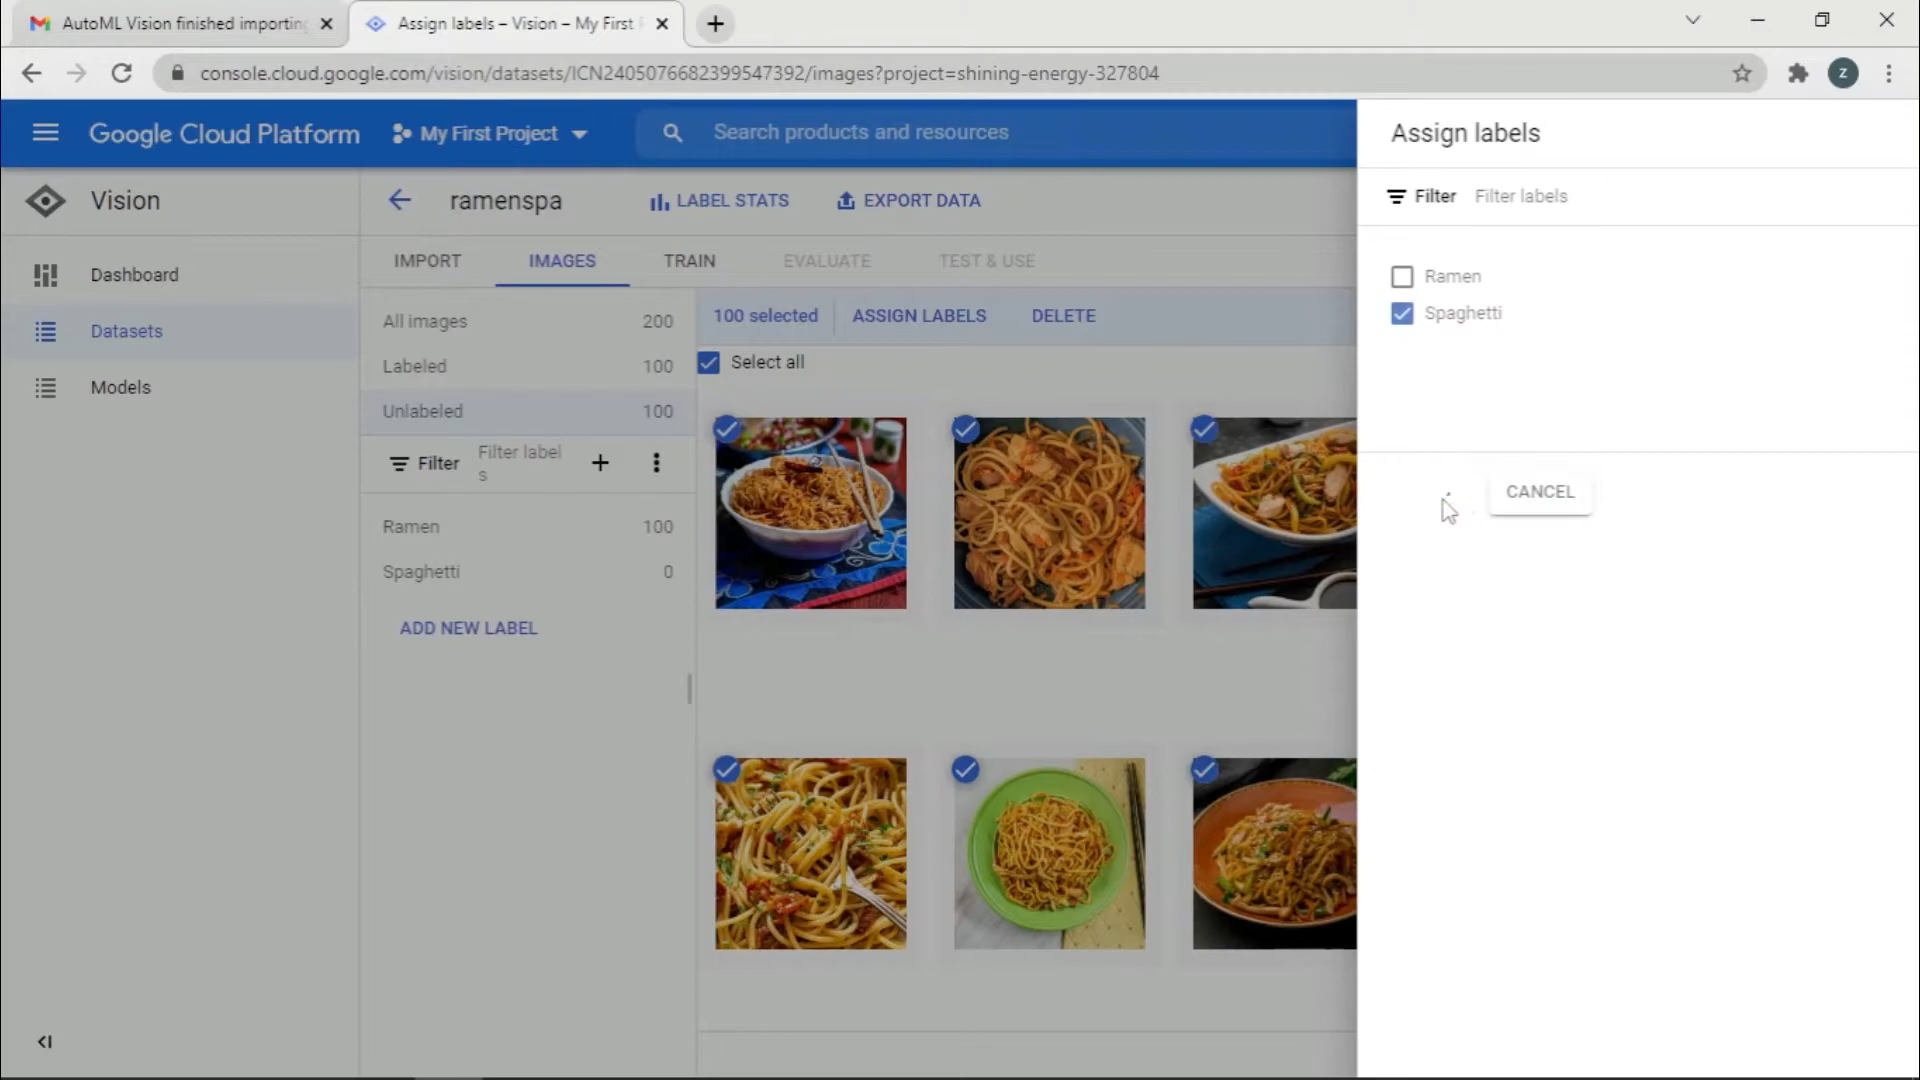 AutoML Vision finished importing
Assign labels – Vision – My First
console.cloud.google.com/vision/datasets/ICN2405076682399547392/images?project=shining-energy-327804
Z
Google Cloud Platform
My First Project
Search products and resources
Assign labels
Vision
ramenspa
LABEL STATS
EXPORT DATA
Filter Filter labels
Dashboard
Datasets
Models
IMPORT
IMAGES
TRAIN
EVALUATE
TEST & USE
All images 200
Labeled 100
Unlabeled 100
Filter Filter label
s
Ramen 100
Spaghetti 0
ADD NEW LABEL
100 selected
ASSIGN LABELS
DELETE
Select all
Ramen
Spaghetti
CANCEL